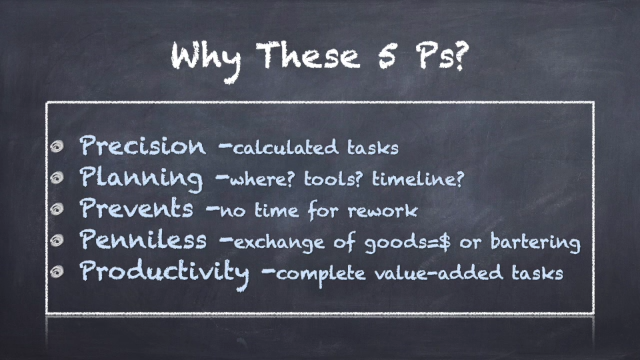 Why These 5 Ps?
Precision -calculated tasks
Planning -where? tools? timeline?
Prevents -no time for rework
Penniless -exchange of goods=$ or bartering
Productivity -complete value-added tasks